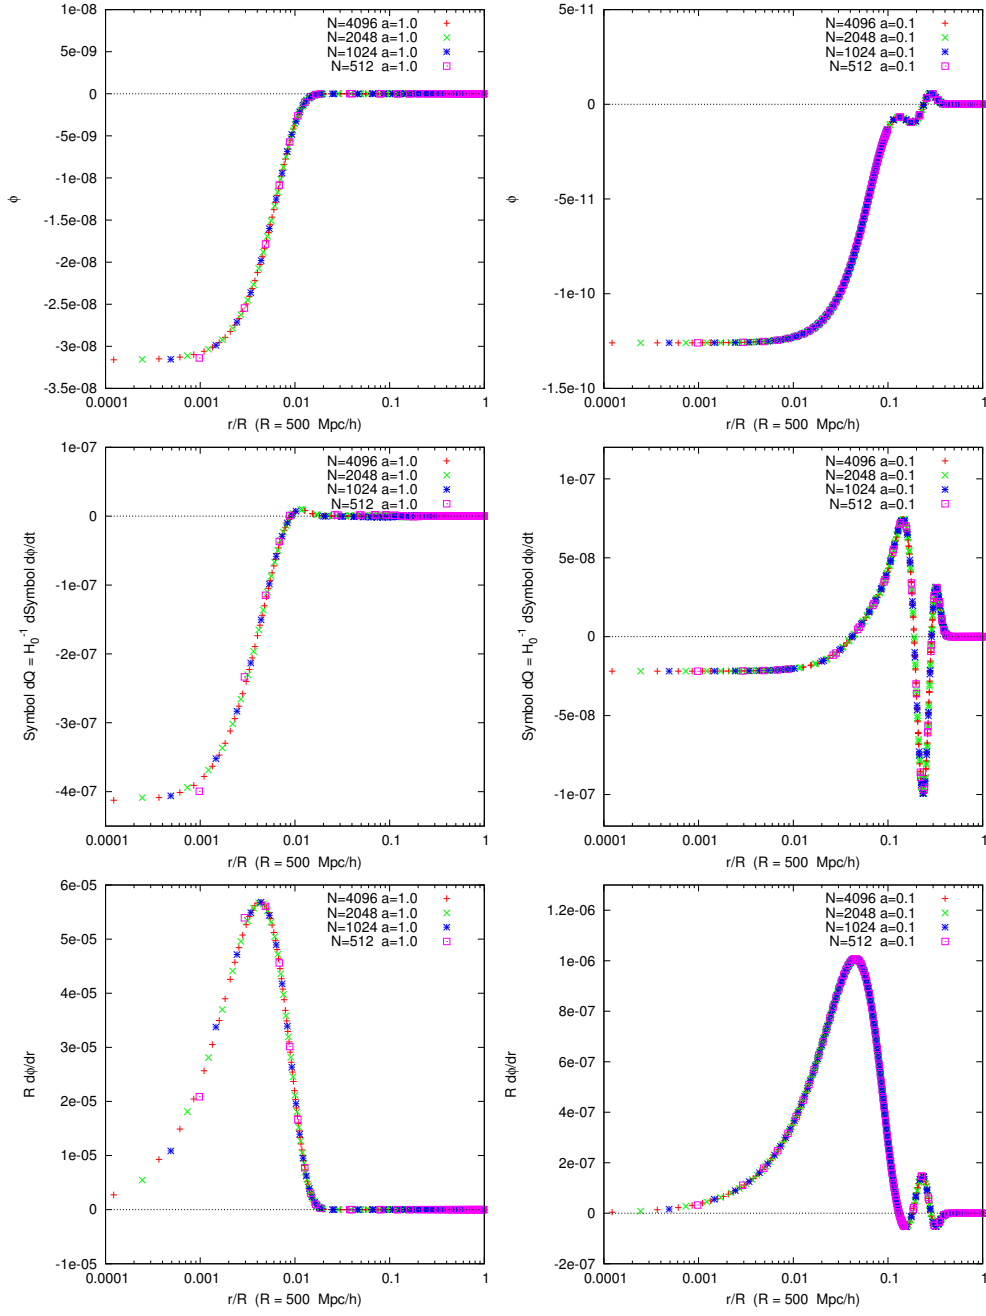 1e-08
5e-09
0
-5e-09
-1e-08
-1.5e-08
-2e-08
-2.5e-08
-3e-08
-3.5e-08
ϕ
N=4096 a=1.0
N=2048 a=1.0
N=1024 a=1.0
N=512 a=1.0
0.0001 0.001 0.01 0.1 1
r/R (R = 500 Mpc/h)
5e-11
0
-5e-11
-1e-10
-1.5e-10
ϕ
N=4096 a=0.1
N=2048 a=0.1
N=1024 a=0.1
N=512 a=0.1
0.0001 0.001 0.01 0.1 1
r/R (R = 500 Mpc/h)
1e-07
0
-1e-07
-2e-07
-3e-07
-4e-07
Symbol dQ = H₀⁻¹ dSymbol dϕ/dt
N=4096 a=1.0
N=2048 a=1.0
N=1024 a=1.0
N=512 a=1.0
0.0001 0.001 0.01 0.1 1
r/R (R = 500 Mpc/h)
1e-07
5e-08
0
-5e-08
-1e-07
Symbol dQ = H₀⁻¹ dSymbol dϕ/dt
N=4096 a=0.1
N=2048 a=0.1
N=1024 a=0.1
N=512 a=0.1
0.0001 0.001 0.01 0.1 1
r/R (R = 500 Mpc/h)
6e-05
5e-05
4e-05
3e-05
2e-05
1e-05
0
-1e-05
R dϕ/dr
N=4096 a=1.0
N=2048 a=1.0
N=1024 a=1.0
N=512 a=1.0
0.0001 0.001 0.01 0.1 1
r/R (R = 500 Mpc/h)
1.2e-06
1e-06
8e-07
6e-07
4e-07
2e-07
0
-2e-07
R dϕ/dr
N=4096 a=0.1
N=2048 a=0.1
N=1024 a=0.1
N=512 a=0.1
0.0001 0.001 0.01 0.1 1
r/R (R = 500 Mpc/h)